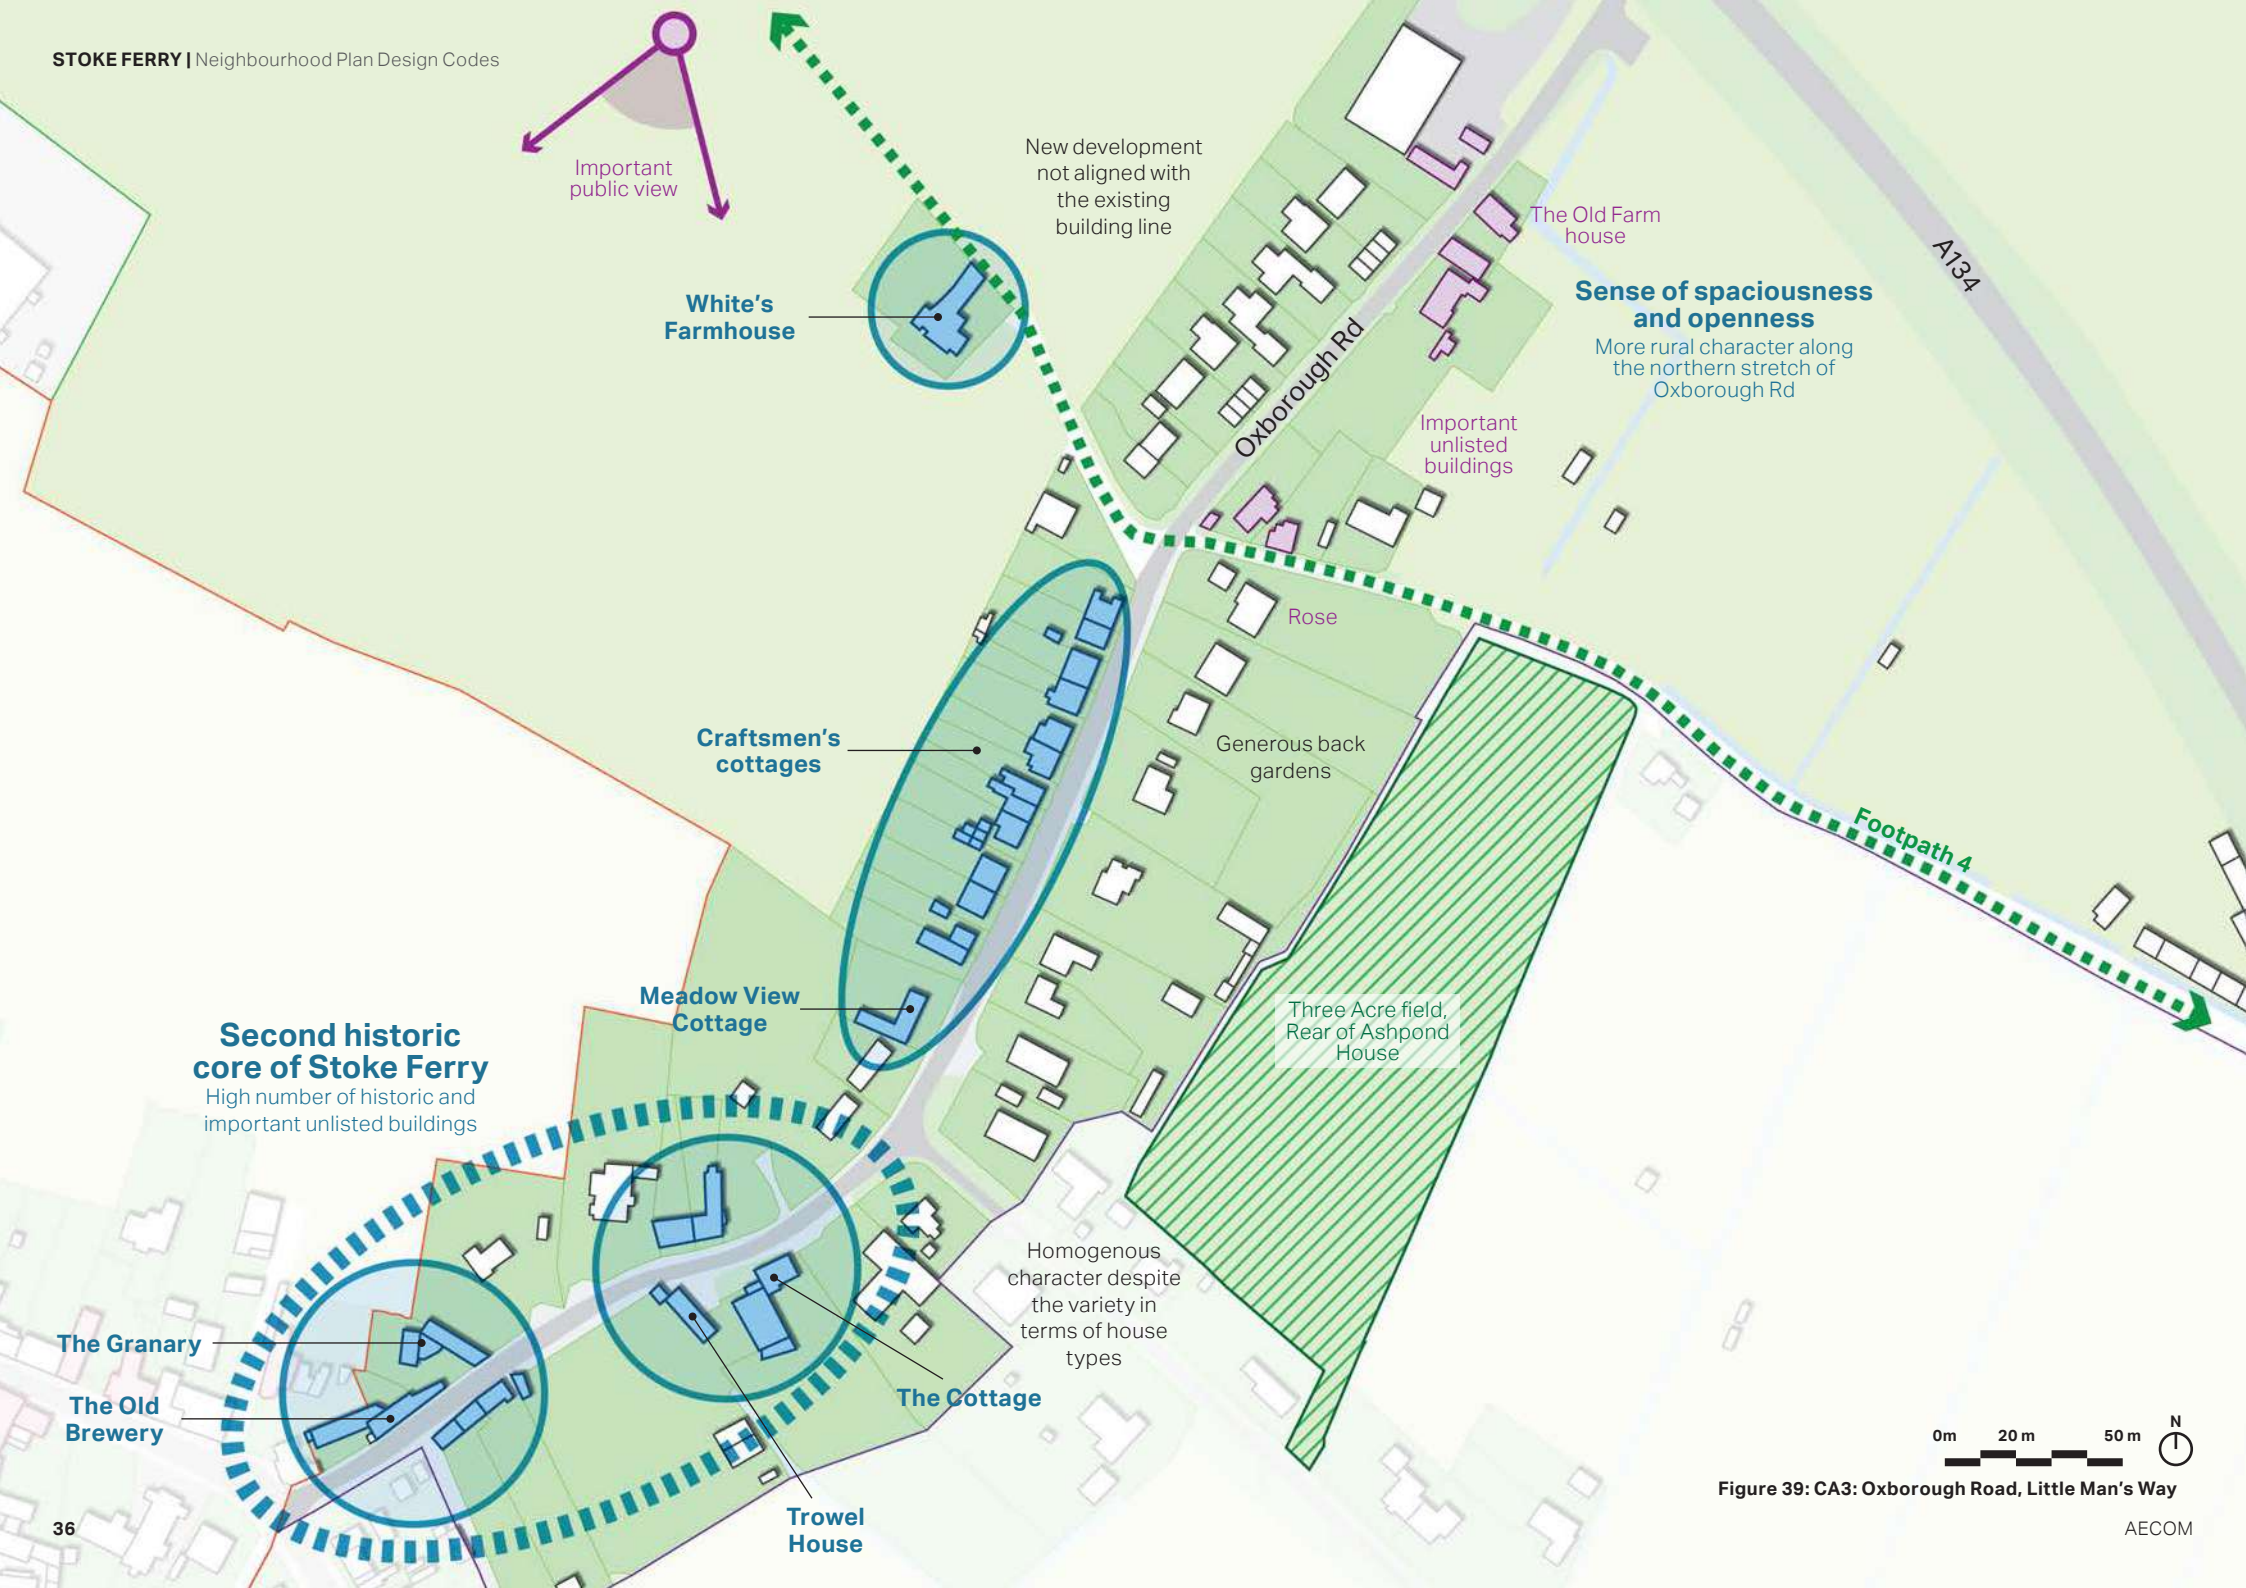 STOKE FERRY | Neighbourhood Plan Design Codes
Important
public view
New development
not aligned with
the existing
building line
The Old Farm
house
A134
White's
Farmhouse
Sense of spaciousness
and openness
More rural character along
the northern stretch of
Oxborough Rd
Oxborough Rd
Important
unlisted
buildings
Rose
Craftsmen's
cottages
Generous back
gardens
Footpath 4
Meadow View
Cottage
Three Acre field,
Rear of Ashpond
House
Second historic
core of Stoke Ferry
High number of historic and
important unlisted buildings
Homogenous
character despite
the variety in
terms of house
types
The Granary
The Old
Brewery
The Cottage
Trowel
House
0m 20 m 50 m
N
Figure 39: CA3: Oxborough Road, Little Man's Way
36
AECOM